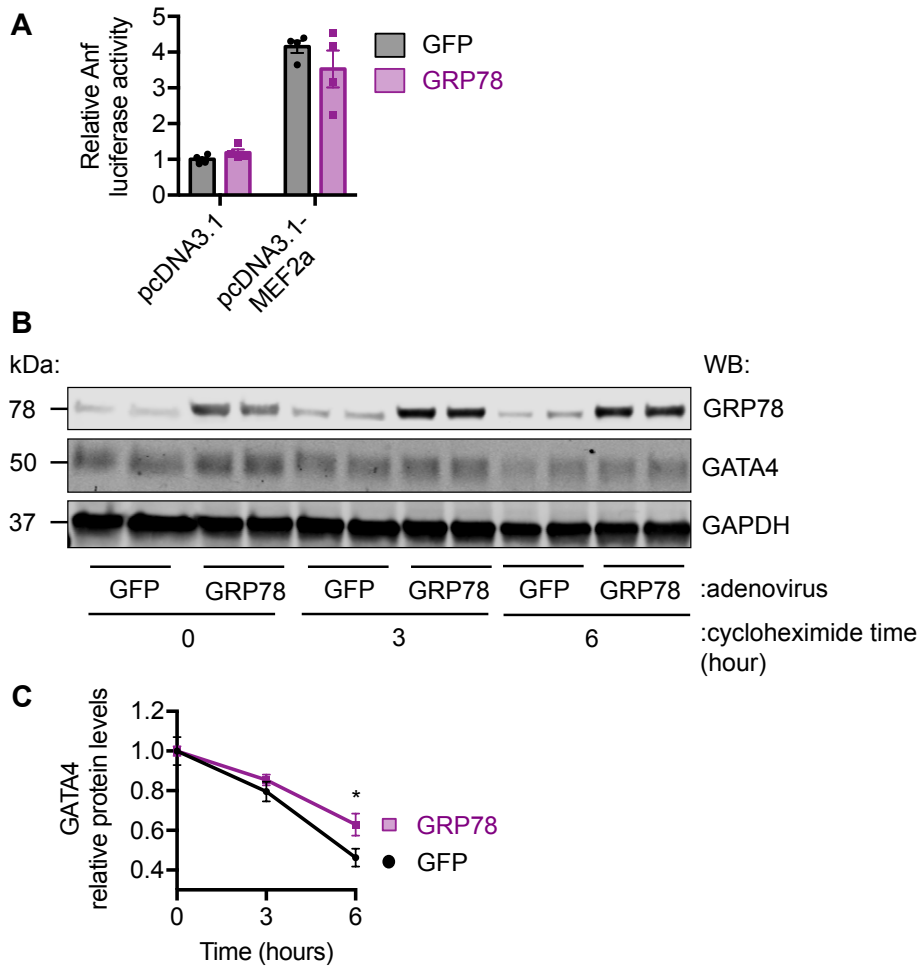 A
Relative Anf
luciferase activity
5
4
3
2
1
0
GFP
GRP78
pcDNA3.1
pcDNA3.1-
MEF2a
B
kDa:
WB:
78
GRP78
50
GATA4
37
GAPDH
GFP GRP78 GFP GRP78 GFP GRP78 :adenovirus
0 3 6 :cycloheximide time
(hour)
C
GATA4
relative protein levels
1.2
1.0
0.8
0.6
0.4
*
GRP78
GFP
0 3 6
Time (hours)